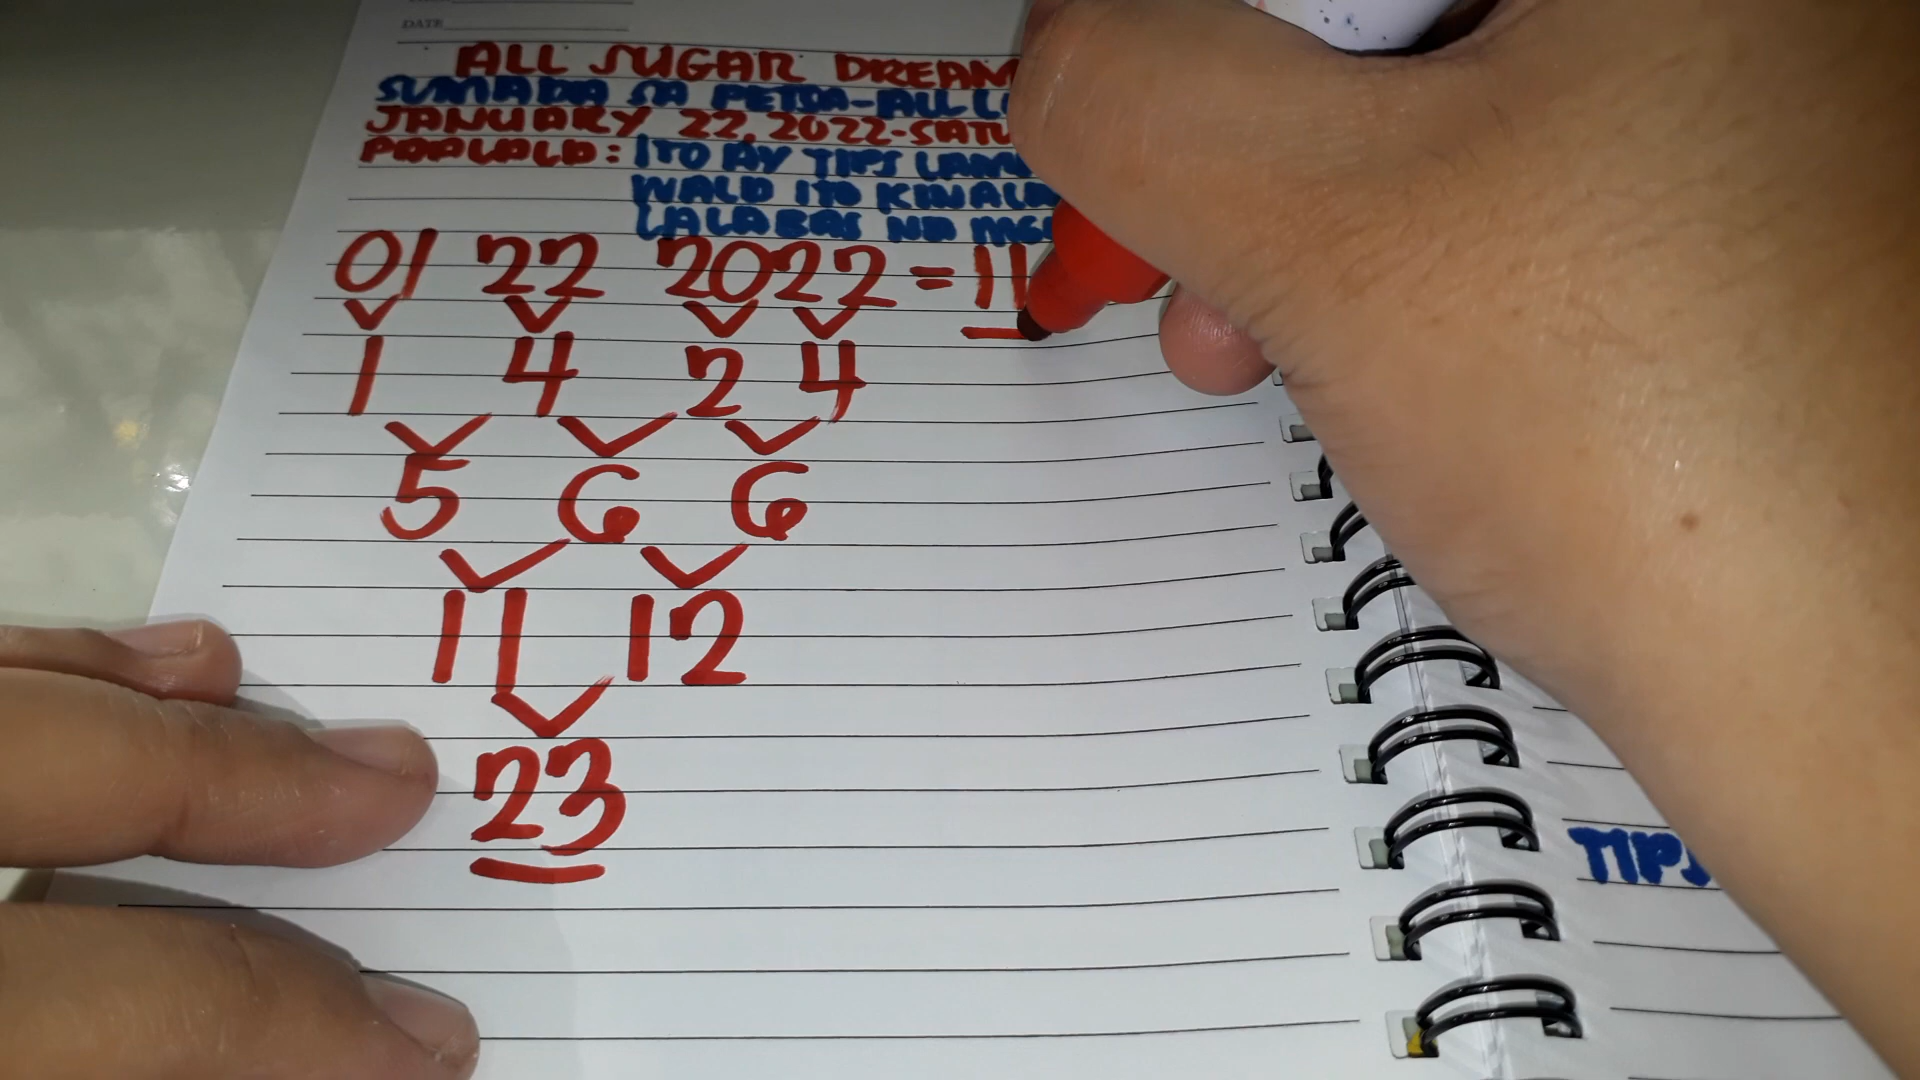 DATE
ALL SUGAR DREAM
SUMADA SA PETSA-ALL
JANUARY 22, 2022-SATU
PAALALA: ITO AY TIPS LAM
WALA ITO KINALA
LALABAS NA MGA
01 22 2022 = 11
1 4 2 4
5 6 6
11 12
23
TIPS